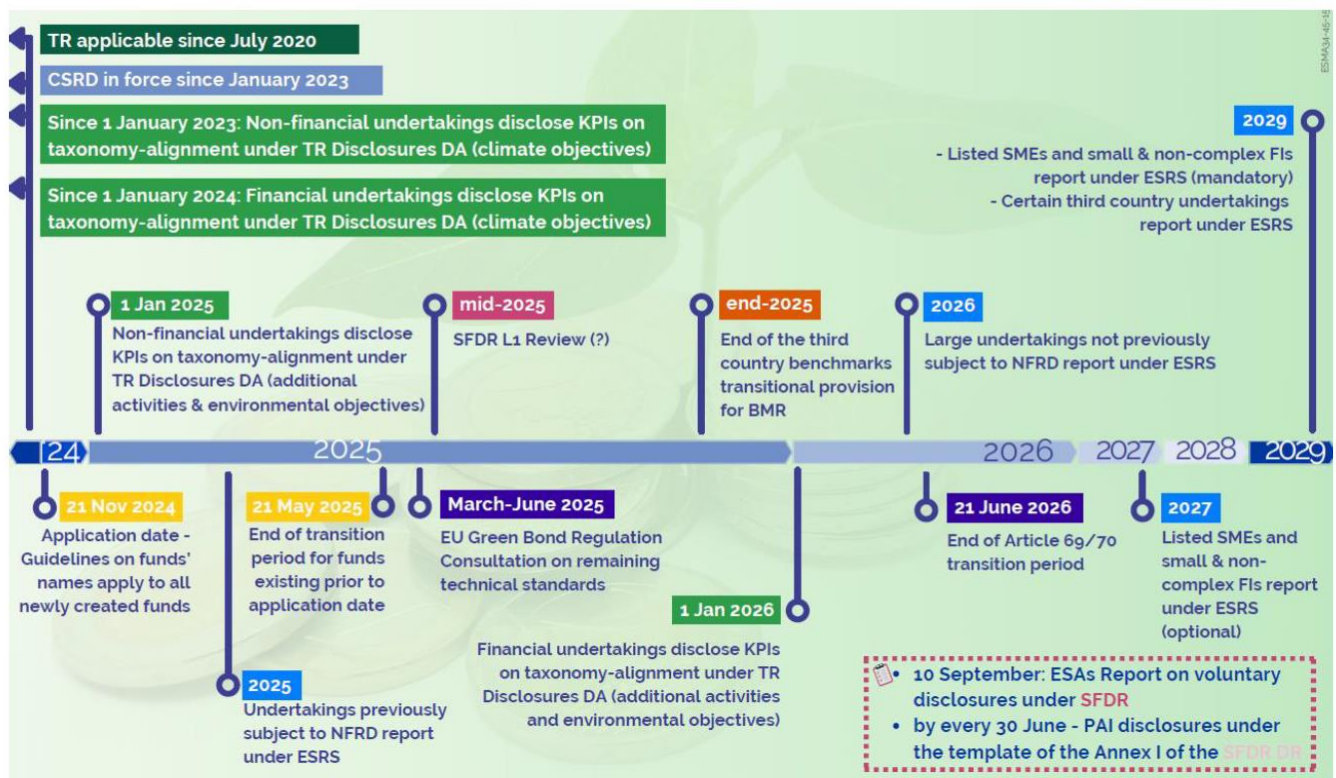 TR applicable since July 2020
CSRD in force since January 2023
Since 1 January 2023: Non-financial undertakings disclose KPIs on
taxonomy-alignment under TR Disclosures DA (climate objectives)
Since 1 January 2024: Financial undertakings disclose KPIs on
taxonomy-alignment under TR Disclosures DA (climate objectives)
2029
- Listed SMEs and small & non-complex FIs
report under ESRS (mandatory)
- Certain third country undertakings
report under ESRS
1 Jan 2025
Non-financial undertakings disclose
KPIs on taxonomy-alignment under
TR Disclosures DA (additional
activities & environmental objectives)
mid-2025
SFDR L1 Review (?)
end-2025
End of the third
country benchmarks
transitional provision
for BMR
2026
Large undertakings not previously
subject to NFRD report under ESRS
24
2025
2026
2027
2028
2029
21 Nov 2024
Application date -
Guidelines on funds'
names apply to all
newly created funds
2025
Undertakings previously
subject to NFRD report
under ESRS
21 May 2025
End of transition
period for funds
existing prior to
application date
March-June 2025
EU Green Bond Regulation
Consultation on remaining
technical standards
1 Jan 2026
Financial undertakings disclose KPIs
on taxonomy-alignment under TR
Disclosures DA (additional activities
and environmental objectives)
21 June 2026
End of Article 69/70
transition period
2027
Listed SMEs and
small & non-
complex FIs report
under ESRS
(optional)
• 10 September: ESAs Report on voluntary
disclosures under SFDR
• by every 30 June - PAI disclosures under
the template of the Annex I of the SFDR DR